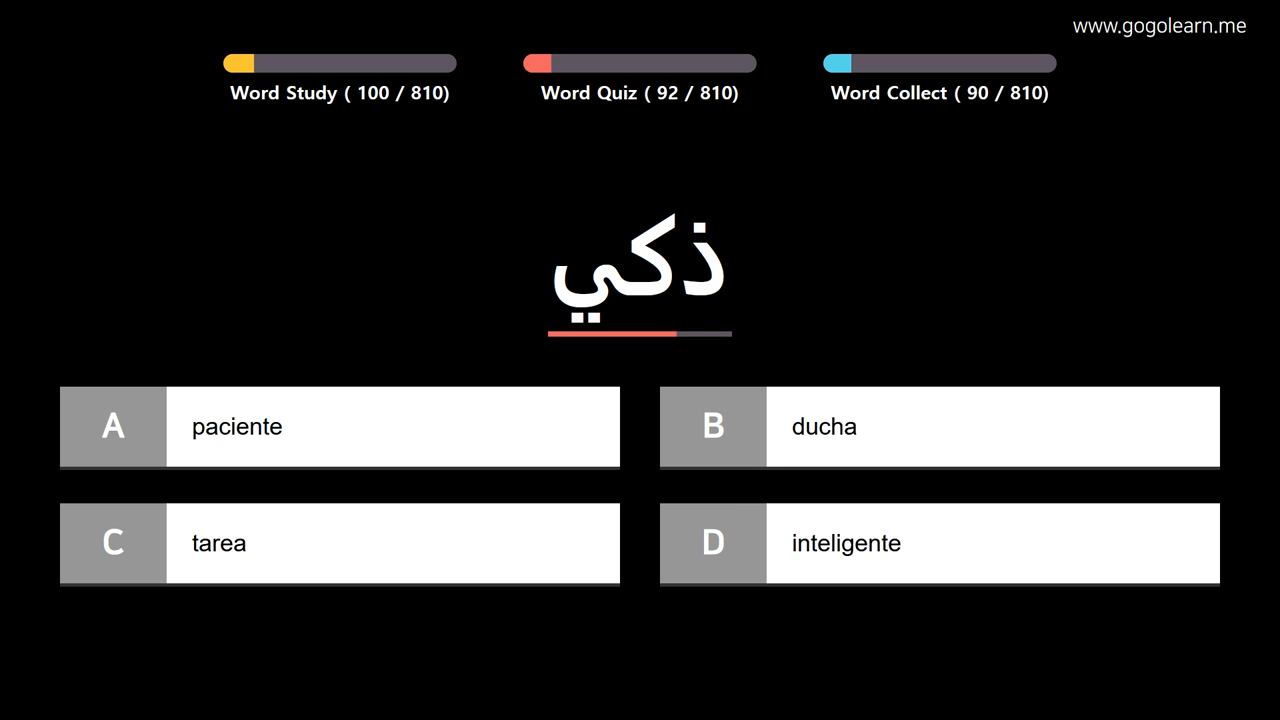 www.gogolearn.me
Word Study ( 100 / 810)
Word Quiz ( 92 / 810)
Word Collect ( 90 / 810)
ذكي
A paciente
B ducha
C tarea
D inteligente